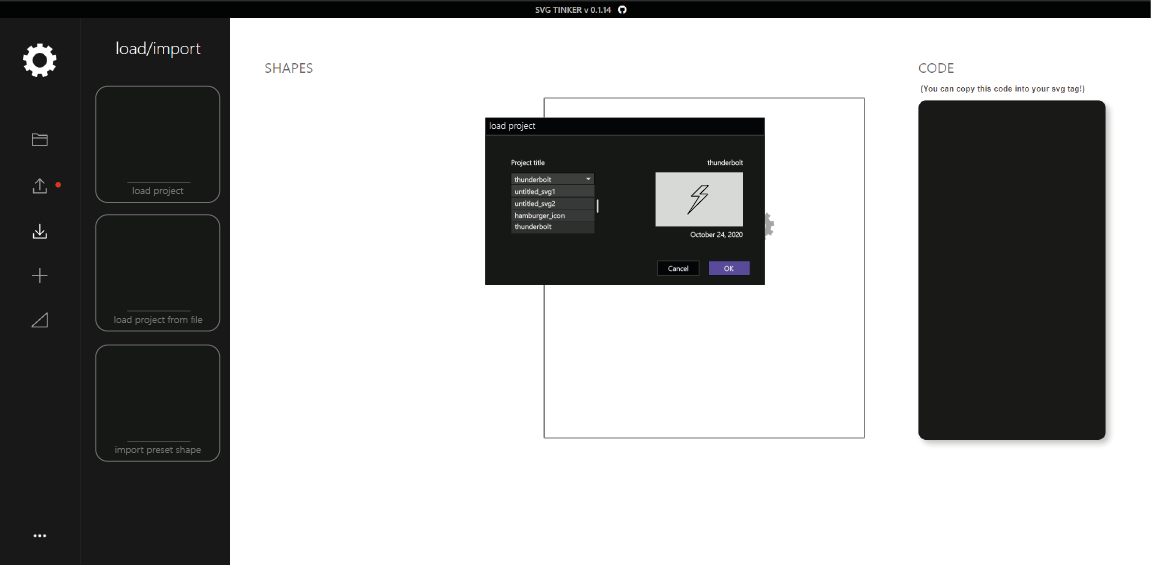 SVG TINKER v 0.1.14
load/import
load project
load project from file
import preset shape
SHAPES
load project
Project title
thunderbolt
untitled_svg1
untitled_svg2
hamburger_icon
thunderbolt
thunderbolt
October 24, 2020
Cancel
OK
CODE
(You can copy this code into your svg tag!)